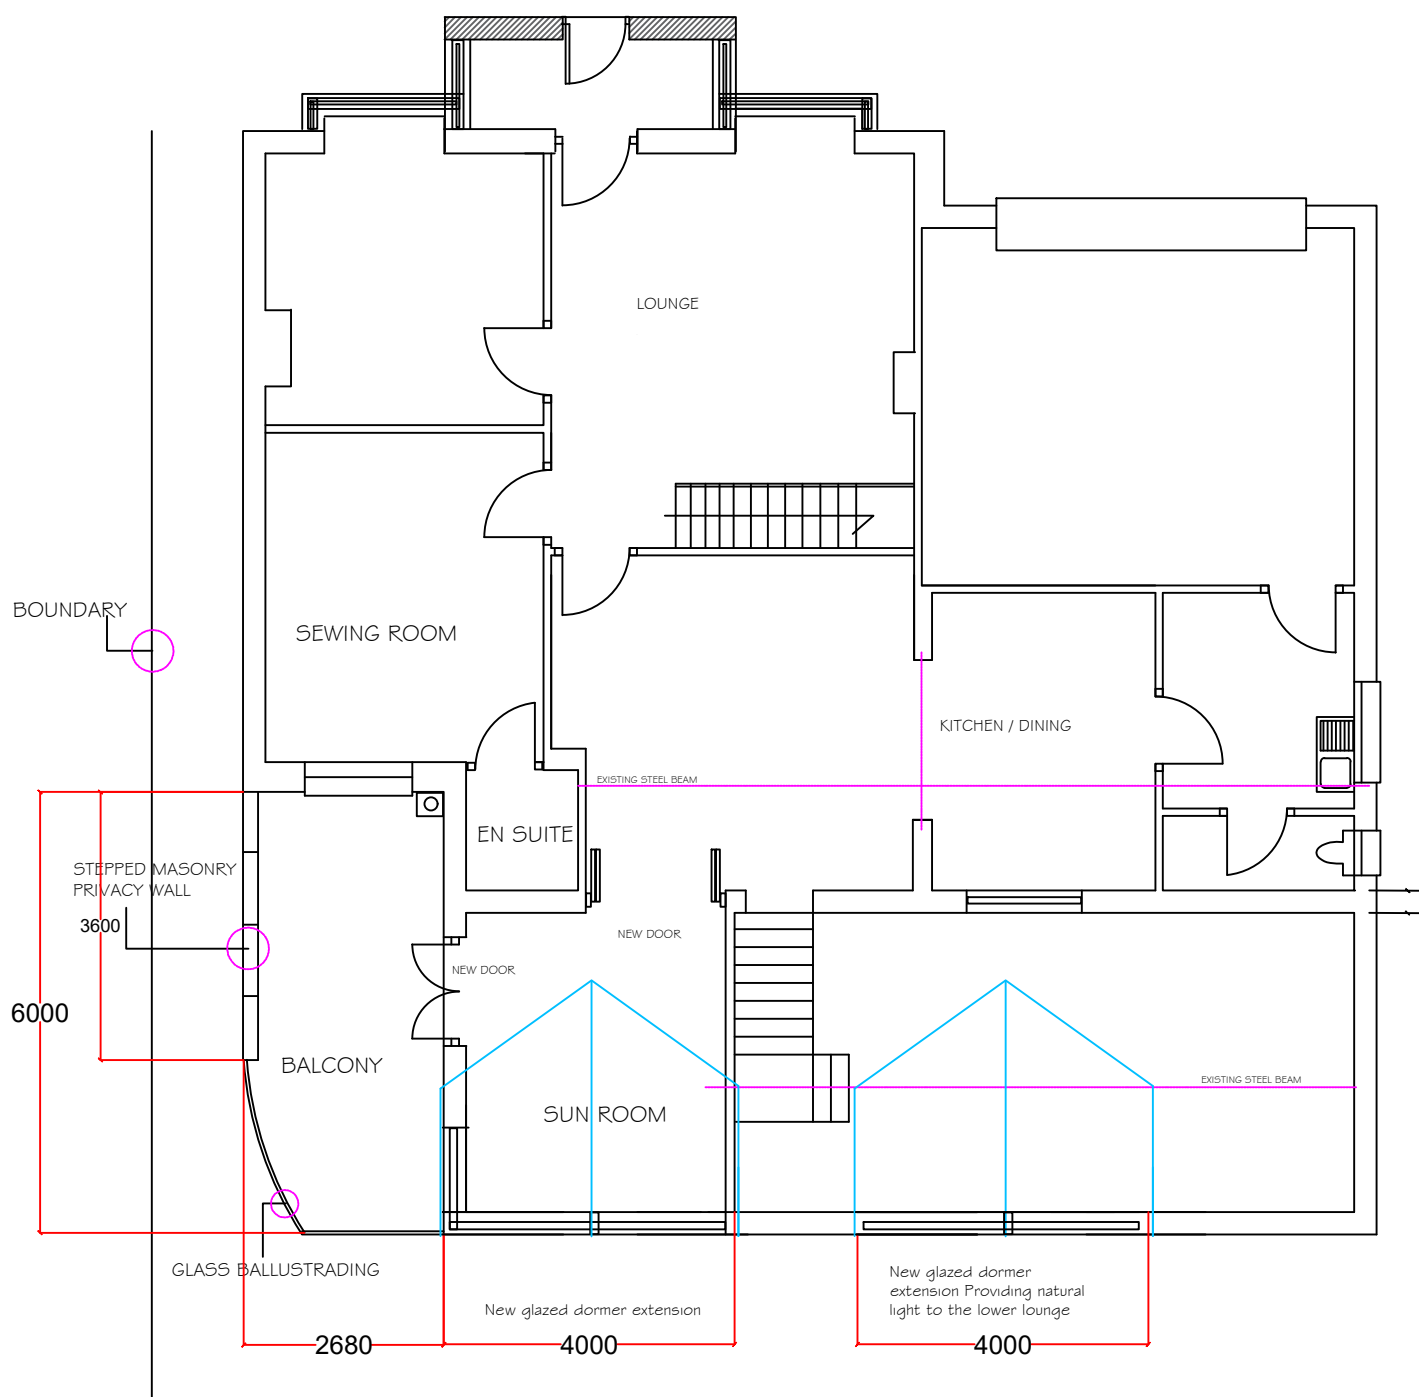 LOUNGE
BOUNDARY
SEWING ROOM
KITCHEN / DINING
EXISTING STEEL BEAM
EN SUITE
STEPPED MASONRY
PRIVACY WALL
3600
NEW DOOR
NEW DOOR
6000
BALCONY
EXISTING STEEL BEAM
SUN ROOM
GLASS BALLUSTRADING
New glazed dormer
extension Providing natural
light to the lower lounge
New glazed dormer extension
2680
4000
4000